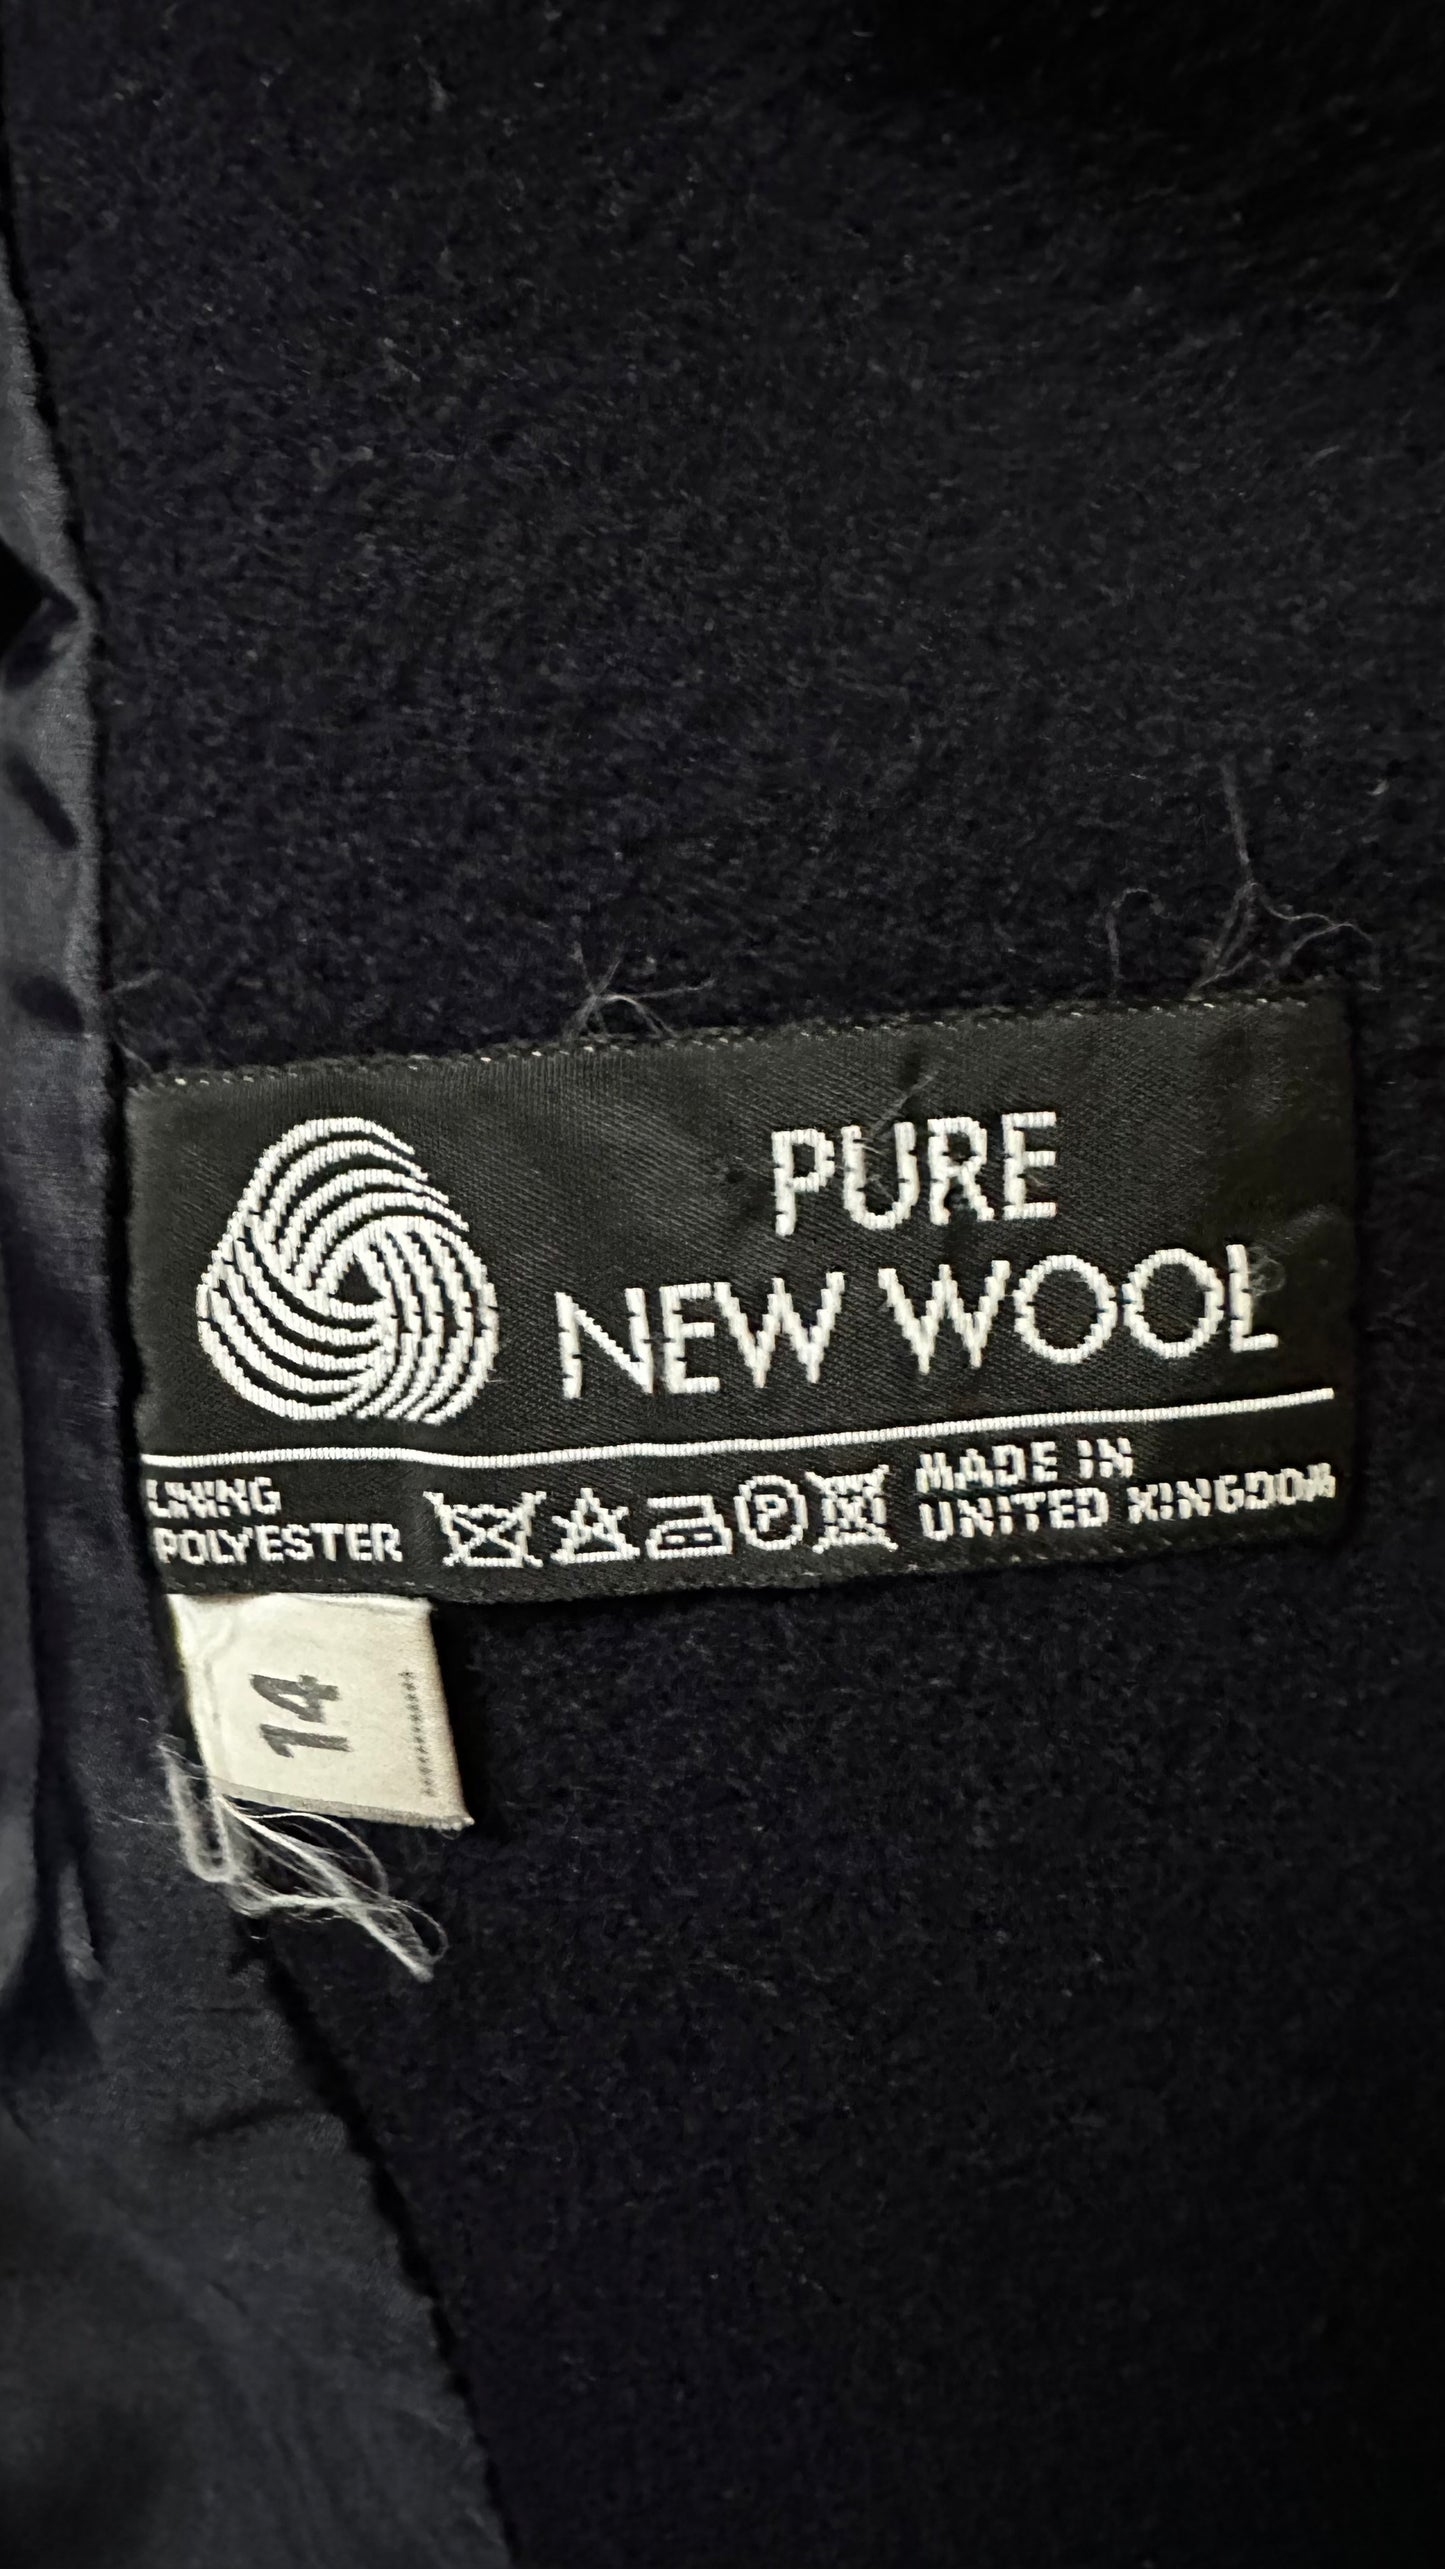 PURE
NEW WOOL
LINING
POLYESTER
P
MADE IN
UNITED KINGDOM
14